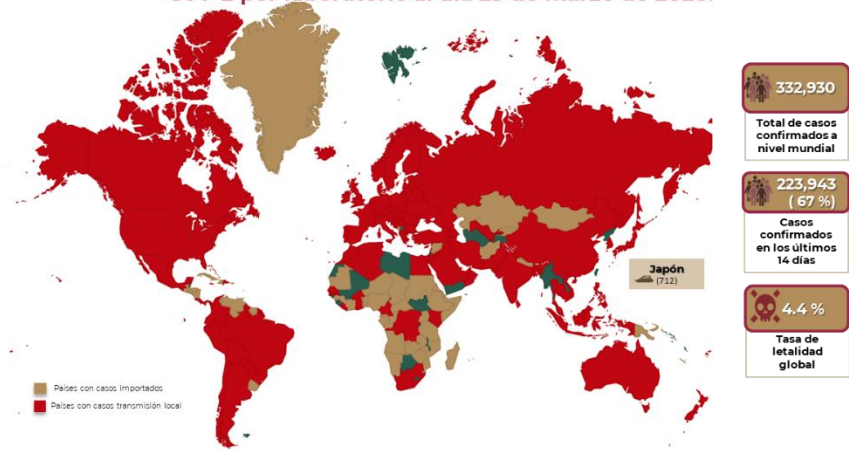 332,930
Total de casos
confirmados a
nivel mundial
223,943
( 67 %)
Casos
confirmados
en los últimos
14 días
Japón
(712)
4.4 %
Tasa de
letalidad
global
Países con casos importados
Países con casos transmisión local